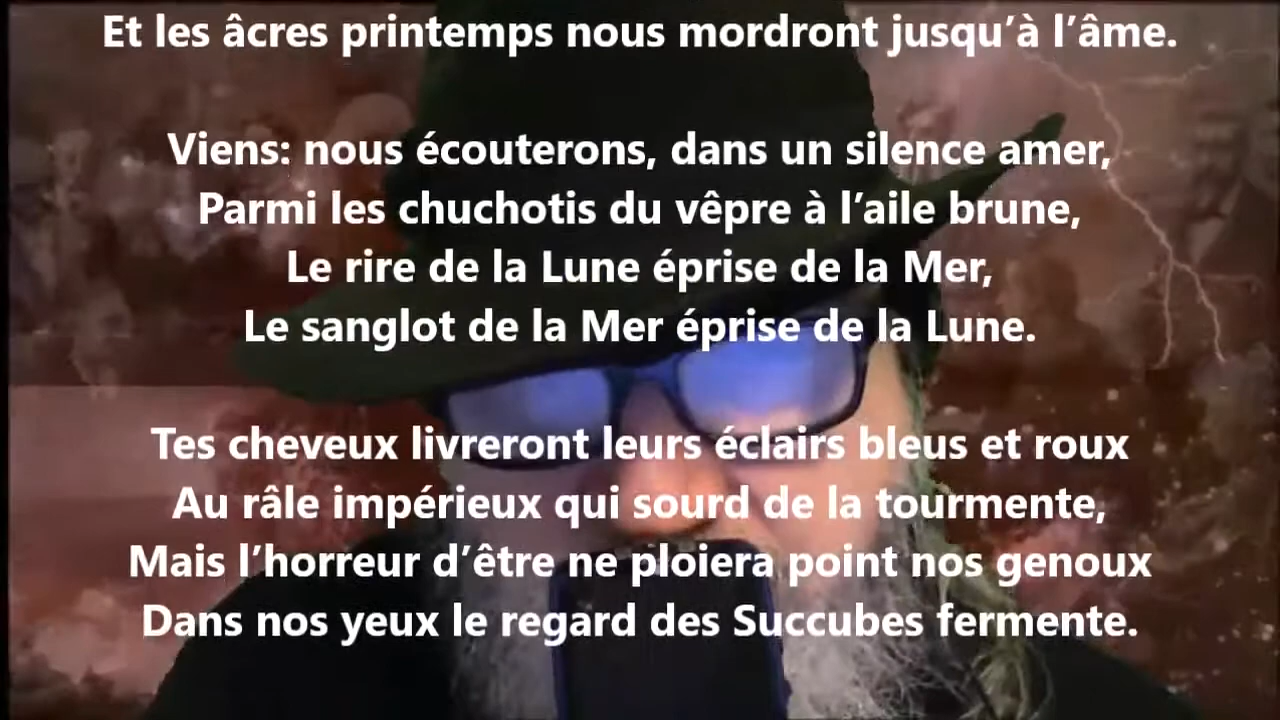 Et les âcres printemps nous mordront jusqu’à l’âme.
Viens: nous écouterons, dans un silence amer,
Parmi les chuchotis du vêpre à l’aile brune,
Le rire de la Lune éprise de la Mer,
Le sanglot de la Mer éprise de la Lune.
Tes cheveux livreront leurs éclairs bleus et roux
Au râle impérieux qui sourd de la tourmente,
Mais l’horreur d’être ne ploiera point nos genoux
Dans nos yeux le regard des Succubes fermente.